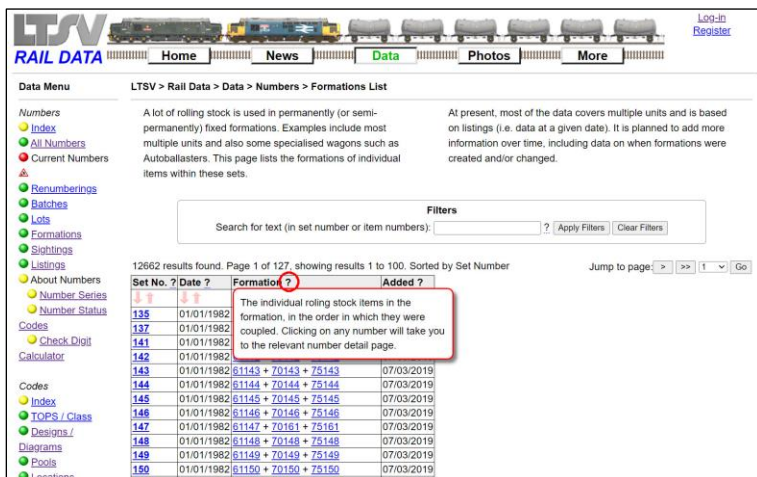 LTSV
RAIL DATA
Home
News
Data
Photos
More
Log-in
Register
Data Menu
Numbers
Index
All Numbers
Current Numbers
Renumberings
Batches
Lots
Formations
Sightings
Listings
About Numbers
Number Series
Number Status
Codes
Check Digit
Calculator
Codes
Index
TOPS / Class
Designs /
Diagrams
Pools
LTSV > Rail Data > Data > Numbers > Formations List
A lot of rolling stock is used in permanently (or semi-
permanently) fixed formations. Examples include most
multiple units and also some specialised wagons such as
Autoballasters. This page lists the formations of individual
items within these sets.
At present, most of the data covers multiple units and is based
on listings (i.e. data at a given date). It is planned to add more
information over time, including data on when formations were
created and/or changed.
Filters
Search for text (in set number or item numbers): ? Apply Filters Clear Filters
12662 results found. Page 1 of 127, showing results 1 to 100. Sorted by Set Number
Jump to page: > >> 1 Go
Set No. ? Date ? Formation ? Added ?
The individual roling stock items in the
formation, in the order in which they were
coupled. Clicking on any number will take you
to the relevant number detail page.
135 01/01/1982
137 01/01/1982
141 01/01/1982
142 01/01/1982
143 01/01/1982 61143 + 70143 + 75143 07/03/2019
144 01/01/1982 61144 + 70144 + 75144 07/03/2019
145 01/01/1982 61145 + 70145 + 75145 07/03/2019
146 01/01/1982 61146 + 70146 + 75146 07/03/2019
147 01/01/1982 61147 + 70161 + 75161 07/03/2019
148 01/01/1982 61148 + 70148 + 75148 07/03/2019
149 01/01/1982 61149 + 70149 + 75149 07/03/2019
150 01/01/1982 61150 + 70150 + 75150 07/03/2019